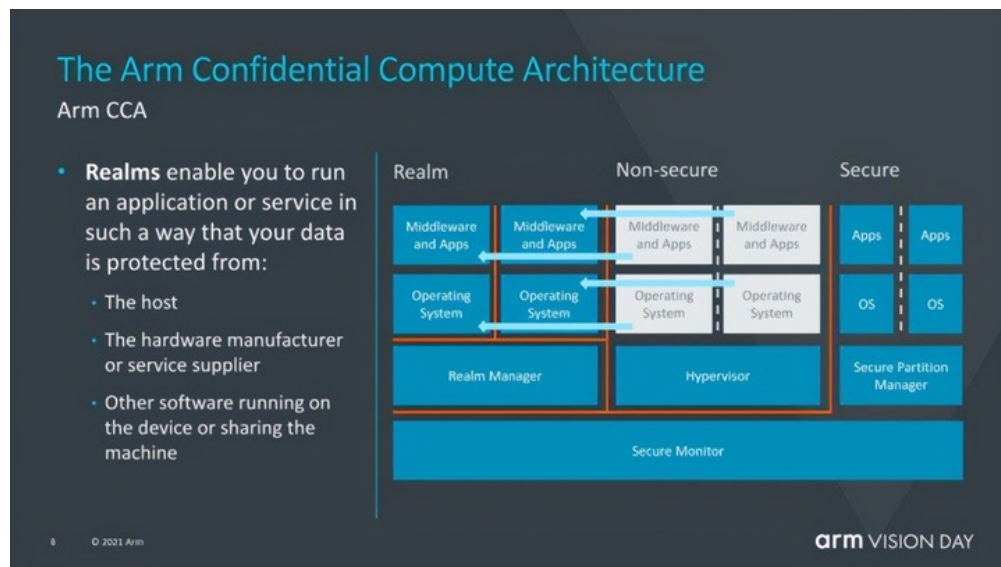 The Arm Confidential Compute Architecture
Arm CCA
• Realms enable you to run
an application or service in
such a way that your data
is protected from:
• The host
• The hardware manufacturer
or service supplier
• Other software running on
the device or sharing the
machine
Realm
Non-secure
Secure
Middleware
and Apps
Middleware
and Apps
Middleware
and Apps
Middleware
and Apps
Apps
Apps
Operating
System
Operating
System
Operating
System
Operating
System
OS
OS
Realm Manager
Hypervisor
Secure Partition
Manager
Secure Monitor
6
© 2021 Arm
arm VISION DAY